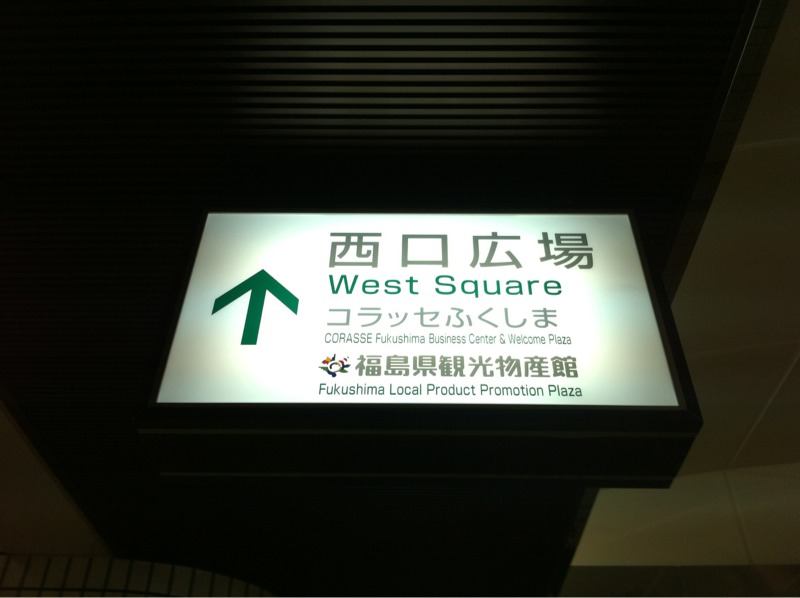 西口広場
West Square
コラッセふくしま
CORASSE Fukushima Business Center & Welcome Plaza
福島県観光物産館
Fukushima Local Product Promotion Plaza